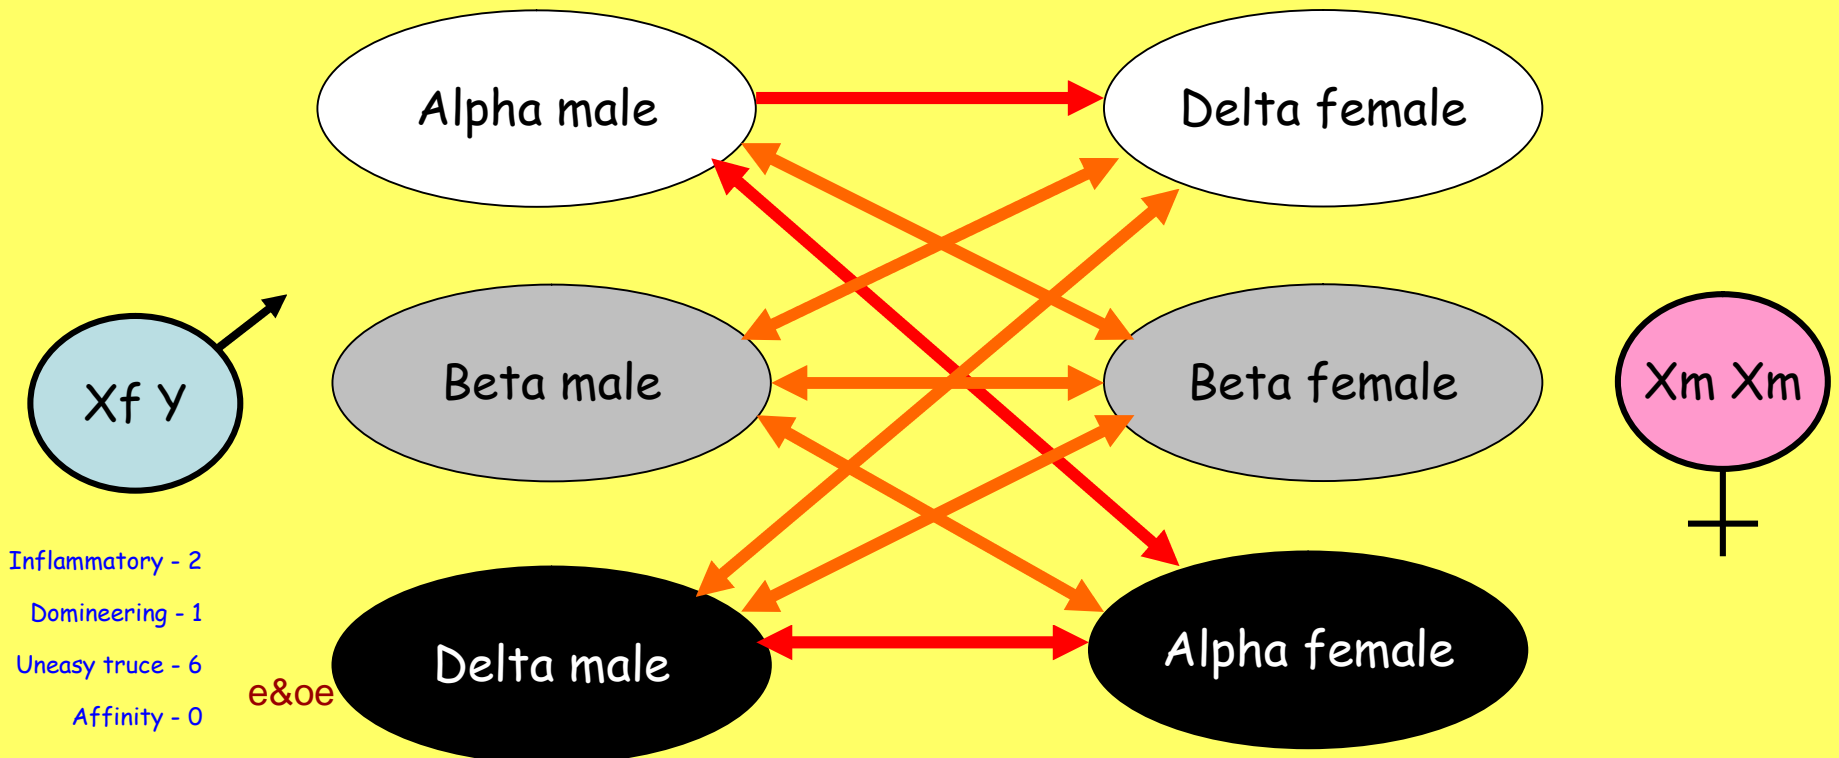 Alpha male
Delta female
Beta male
Beta female
Xf Y
Xm Xm
Inflammatory - 2
Domineering - 1
Uneasy truce - 6
Affinity - 0
e&oe
Delta male
Alpha female